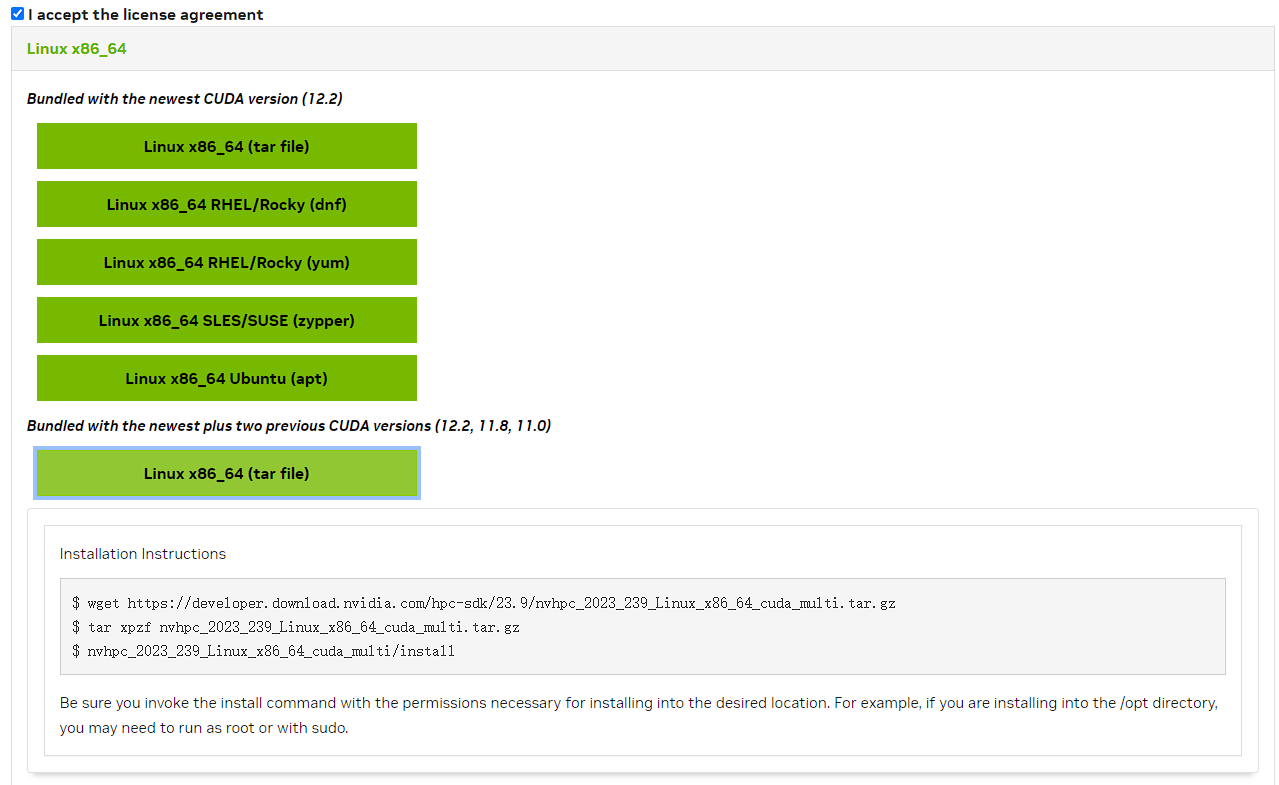 I accept the license agreement
Linux x86_64
Bundled with the newest CUDA version (12.2)
Linux x86_64 (tar file)
Linux x86_64 RHEL/Rocky (dnf)
Linux x86_64 RHEL/Rocky (yum)
Linux x86_64 SLES/SUSE (zypper)
Linux x86_64 Ubuntu (apt)
Bundled with the newest plus two previous CUDA versions (12.2, 11.8, 11.0)
Linux x86_64 (tar file)
Installation Instructions
$ wget https://developer.download.nvidia.com/hpc-sdk/23.9/nvhpc_2023_239_Linux_x86_64_cuda_multi.tar.gz
$ tar xpzf nvhpc_2023_239_Linux_x86_64_cuda_multi.tar.gz
$ nvhpc_2023_239_Linux_x86_64_cuda_multi/install
Be sure you invoke the install command with the permissions necessary for installing into the desired location. For example, if you are installing into the /opt directory,
you may need to run as root or with sudo.